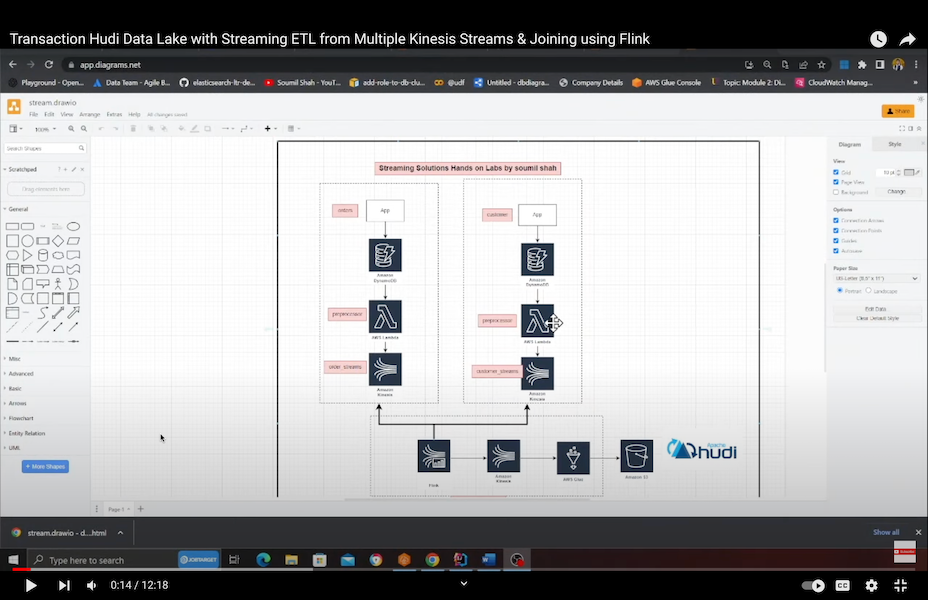 Transaction Hudi Data Lake with Streaming ETL from Multiple Kinesis Streams & Joining using Flink
app.diagrams.net
Playground - Open... Amazon Data Team - Agile B... elasticsearch-ltr-de... Soumil Shah - YouT... add-role-to-db-clu... @udf Untitled - dbdiagra... Company Details AWS Glue Console Topic Module 2: Di... CloudWatch Manag... »
stream.drawio
File Edit View Arrange Extras Help All changes saved
Share
100%
Search Shapes
Scratchpad
Drag elements here
General
Misc
Advanced
Basic
Arrows
Flowchart
Entity Relation
UML
+ More Shapes
Streaming Solutions Hands on Labs by soumil shah
orders
App
Amazon
DynamoDB
preprocessor
AWS Lambda
order_streams
Amazon
Kinesis
customer
App
Amazon
DynamoDB
preprocessor
AWS Lambda
customer_streams
Amazon
Kinesis
Flink
Amazon
Kinesis
AWS Glue
Amazon S3
Apache
hudi
Diagram Style
View
Grid 10 pt
Page View
Background Change...
Options
Connection Arrows
Connection Points
Guides
Autosave
Paper Size
US-Letter (8,5" x 11")
Portrait Landscape
Edit Data
Clear Default Style
Page-1
stream.drawio - d....html
Show all
Type here to search
JOBTARGET
0:14 / 12:18
CC